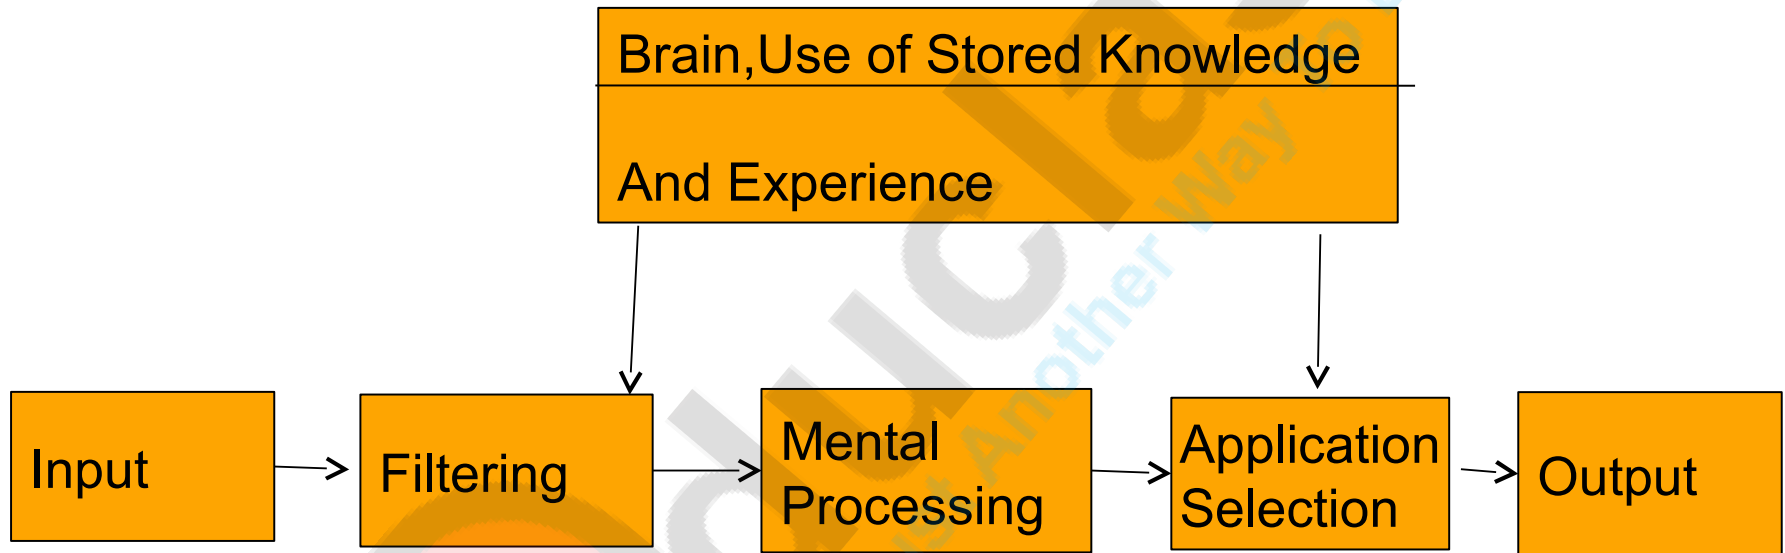 Brain,Use of Stored Knowledge
And Experience
Input
Filtering
Mental
Processing
Application
Selection
Output